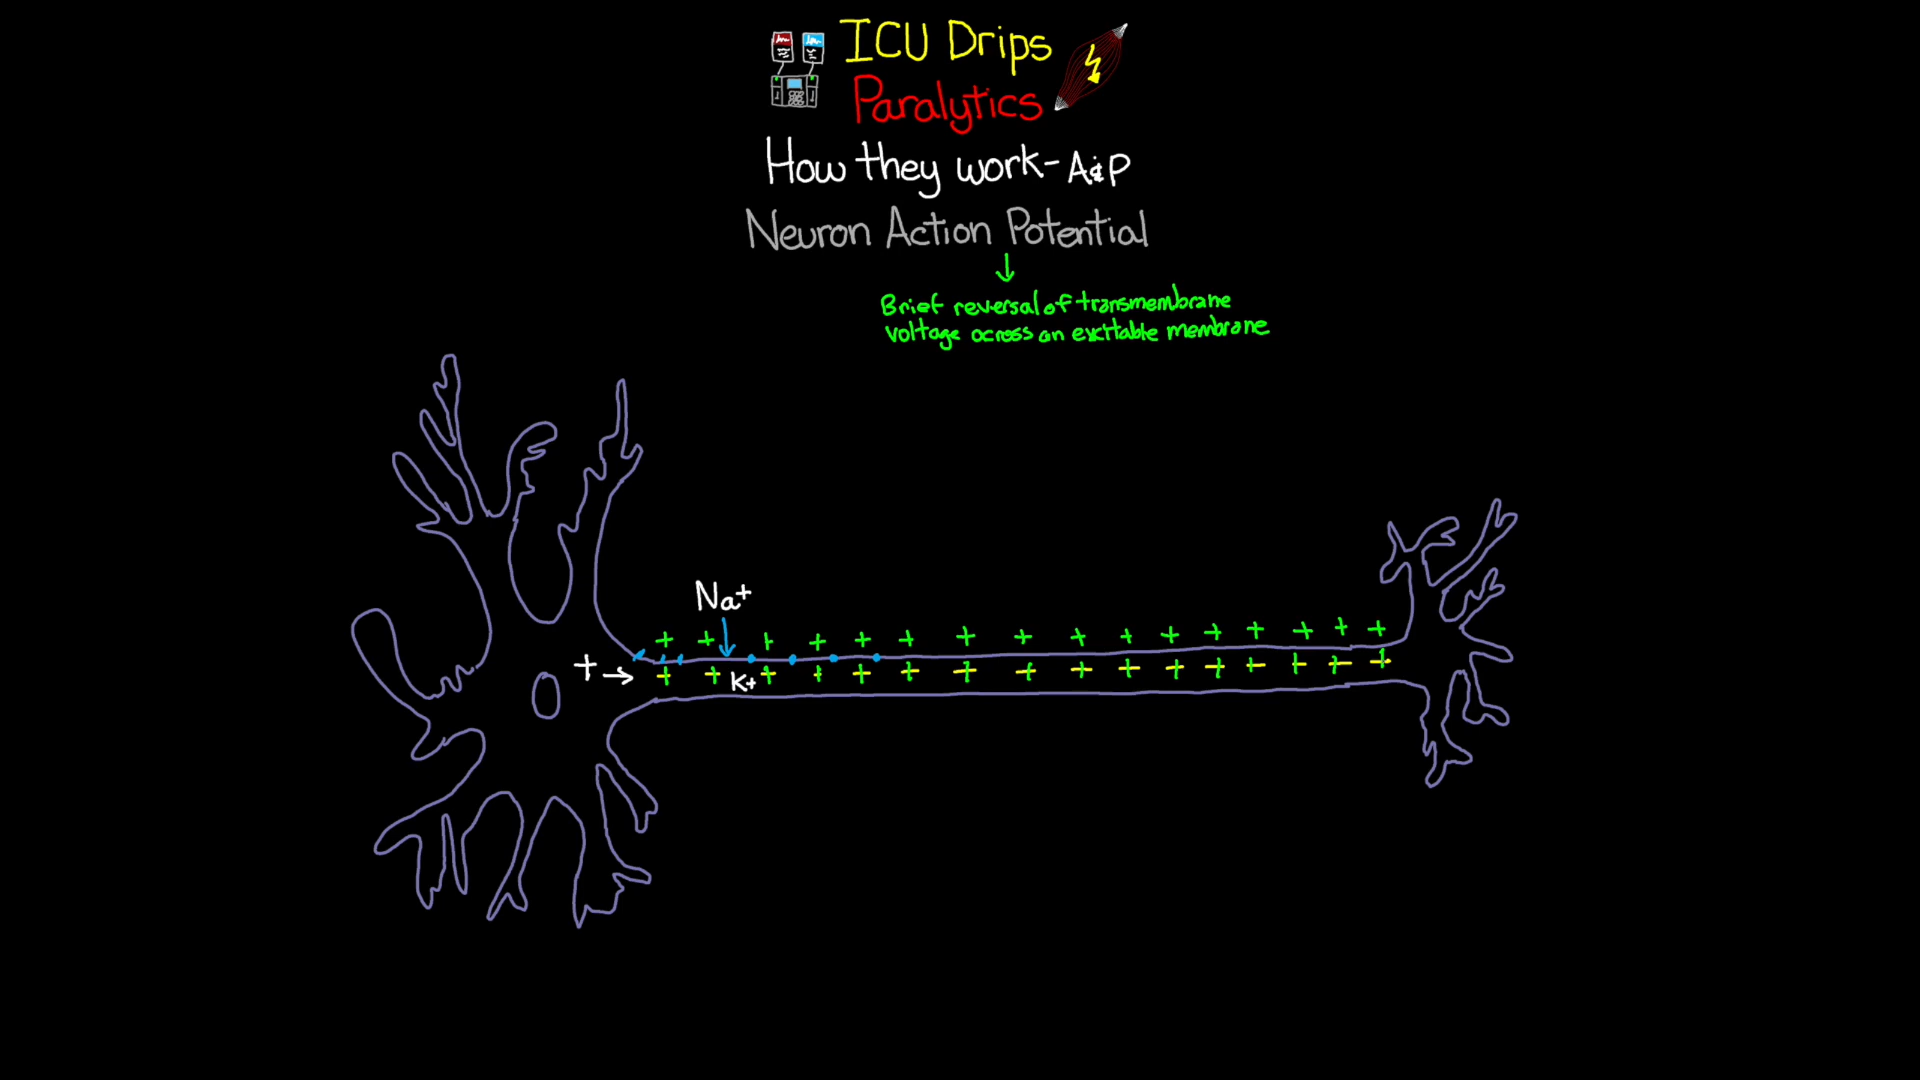 ICU Drips
Paralytics
How they work - A&P
Neuron Action Potential
Brief reversal of transmembrane
voltage across an excitable membrane
Na+
+ + + + + + + + + + + + + + + +
+ + + K+ + + + + + + + + + + + + + +